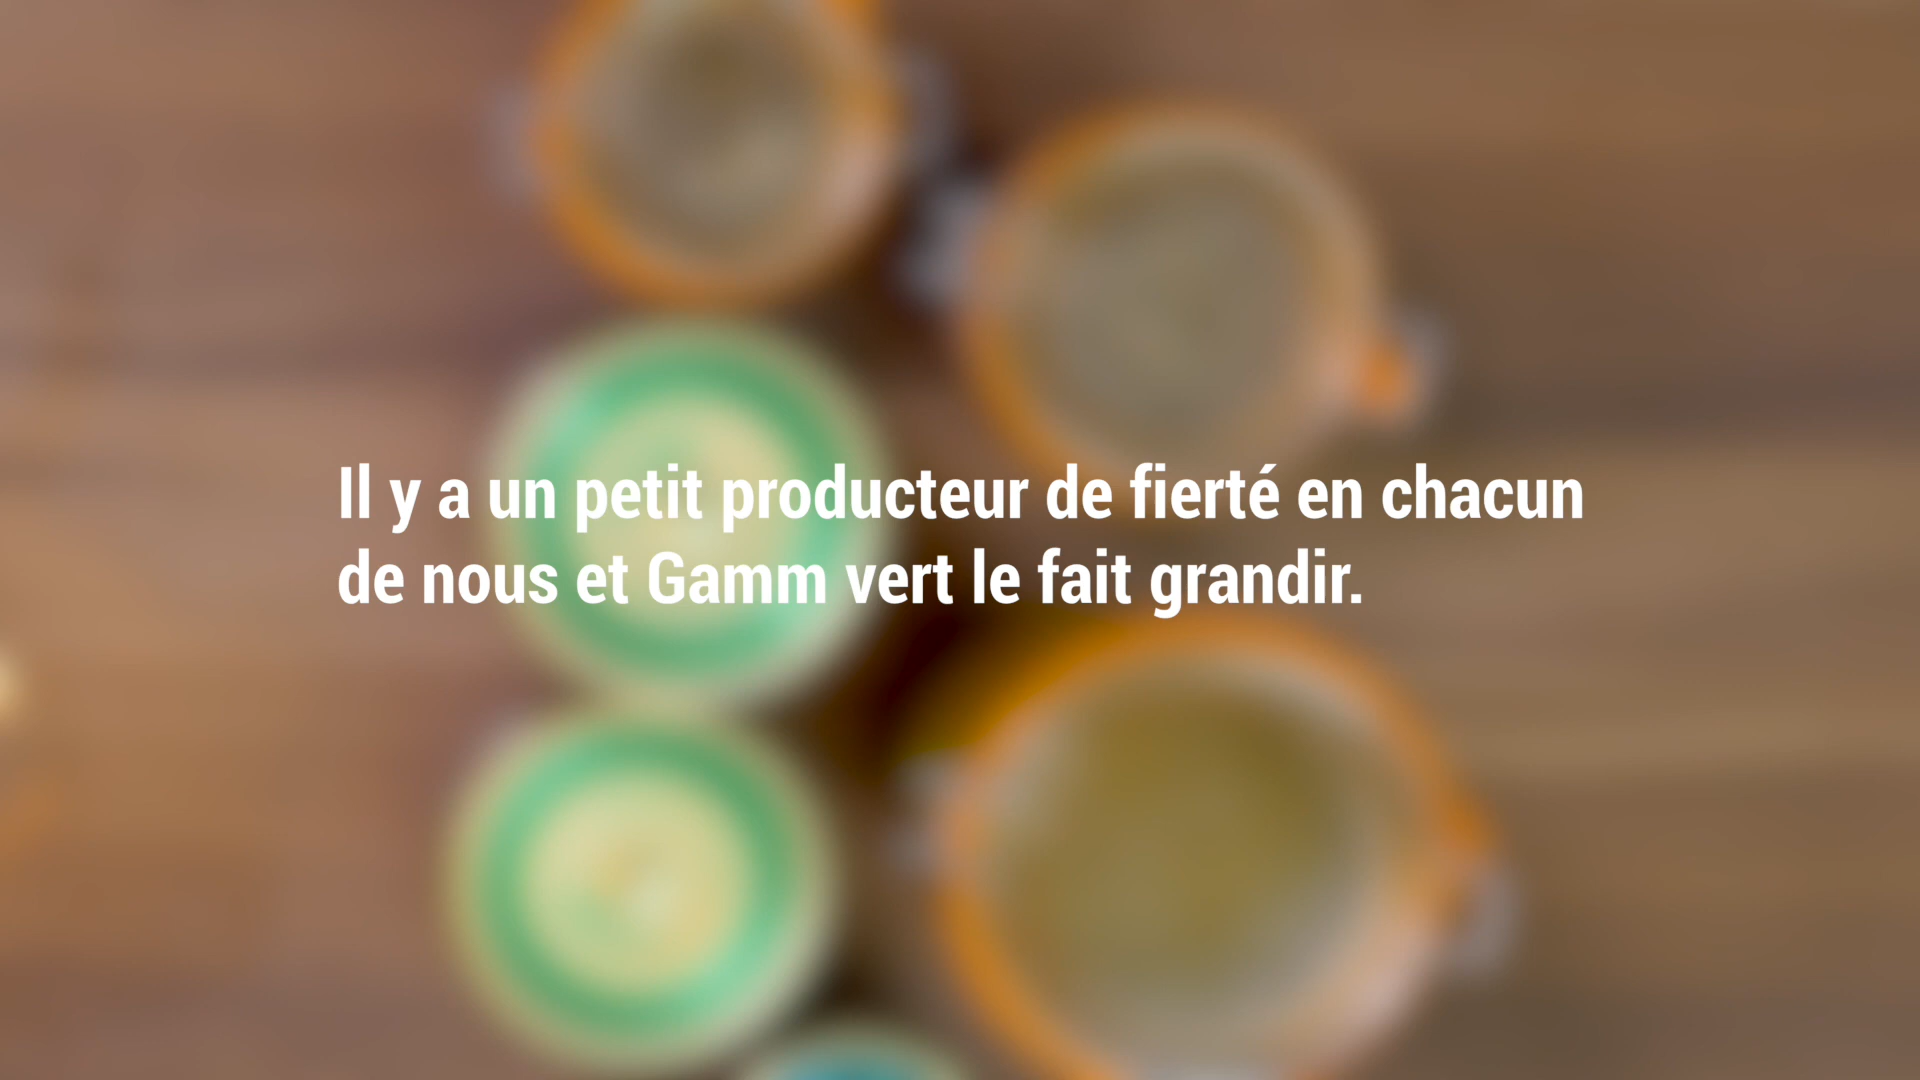 Il y a un petit producteur de fierté en chacun
de nous et Gamm vert le fait grandir.